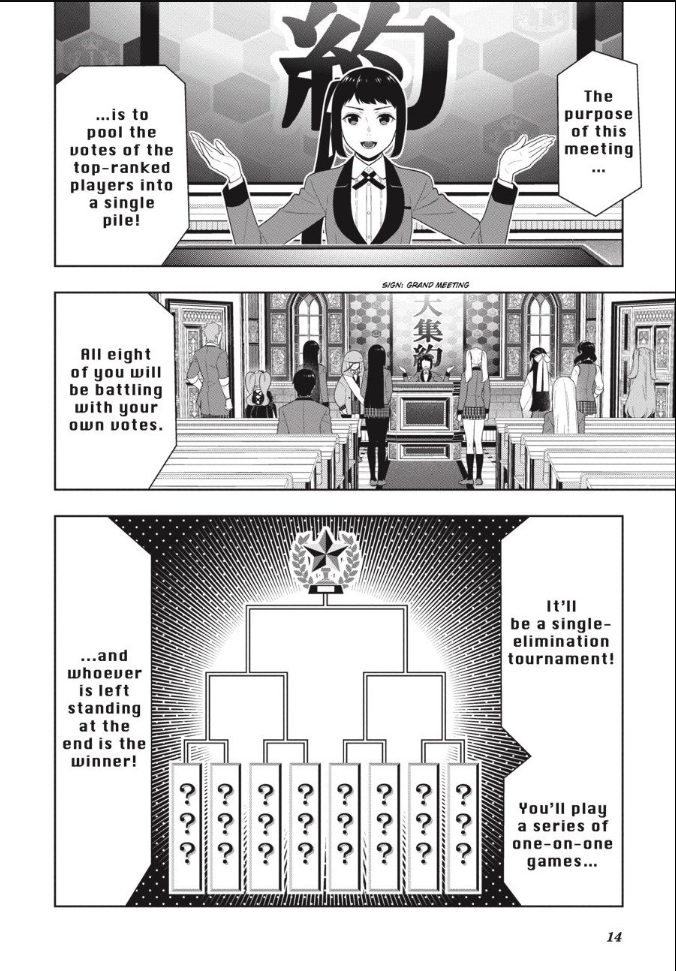 The
purpose
of this
meeting
...
...is to
pool the
votes of the
top-ranked
players into
a single
pile!
約
SIGN: GRAND MEETING
大集約
All eight
of you will
be battling
with your
own votes.
It'll
be a single-
elimination
tournament!
You'll play
a series of
one-on-one
games...
...and
whoever
is left
standing
at the
end is the
winner!
? ? ? ? ? ? ? ?
? ? ? ? ? ? ? ?
? ? ? ? ? ? ? ?
14